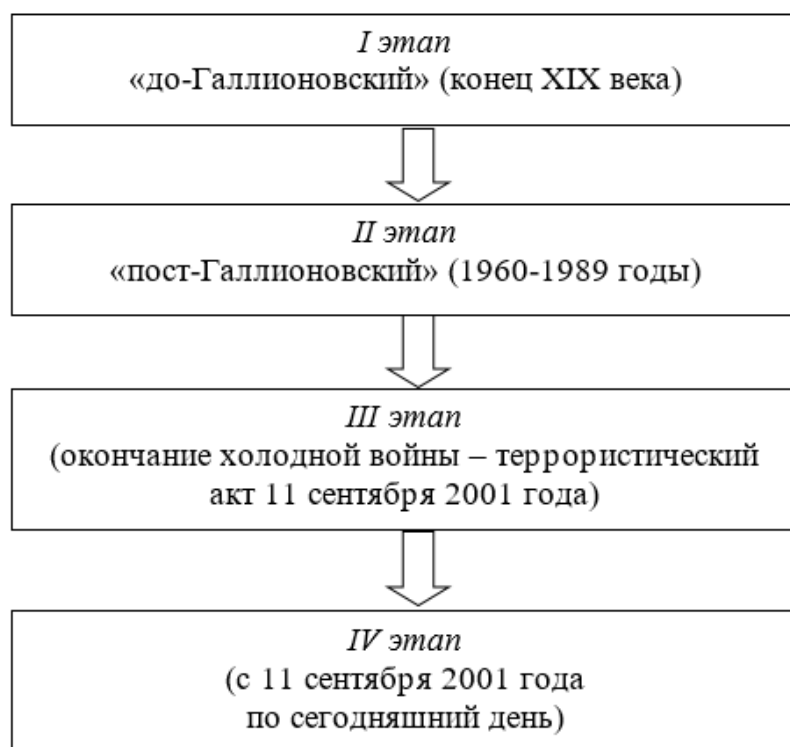 I этап
«до-Галлионовский» (конец XIX века)
II этап
«пост-Галлионовский» (1960-1989 годы)
III этап
(окончание холодной войны – террористический
акт 11 сентября 2001 года)
IV этап
(с 11 сентября 2001 года
по сегодняшний день)